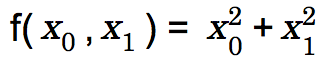 f( x₀ , x₁ ) = x₀² + x₁²